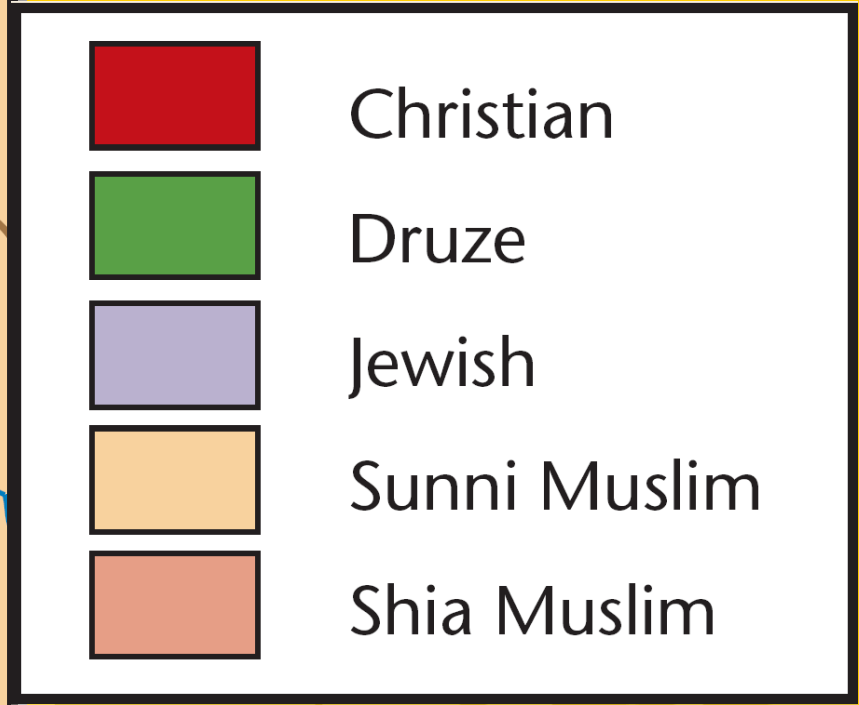 Christian
Druze
Jewish
Sunni Muslim
Shia Muslim